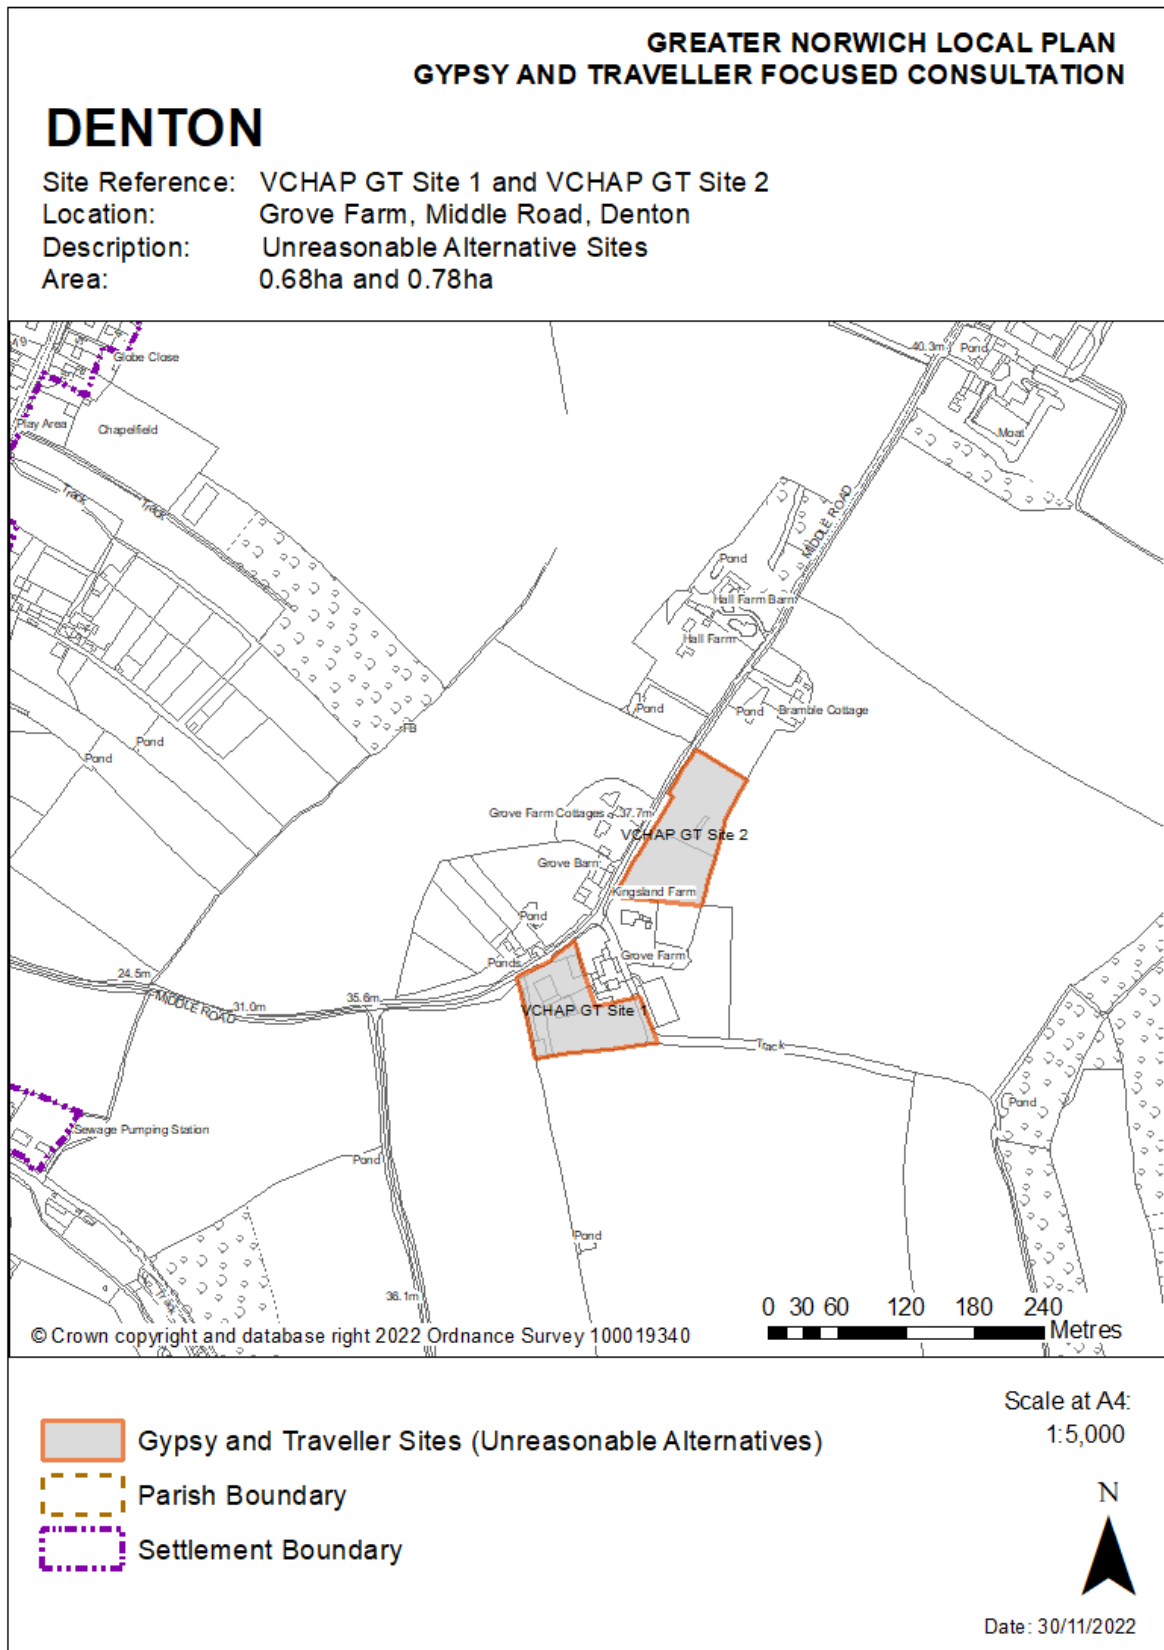 GREATER NORWICH LOCAL PLAN
GYPSY AND TRAVELLER FOCUSED CONSULTATION
DENTON
Site Reference: VCHAP GT Site 1 and VCHAP GT Site 2
Location: Grove Farm, Middle Road, Denton
Description: Unreasonable Alternative Sites
Area: 0.68ha and 0.78ha
Globe Close
Play Area
Chapelfield
Track
Track
40.3m
Pond
Moat
MIDDLE ROAD
Pond
Hall Farm Barn
Hall Farm
Pond
Pond
Bramble Cottage
FB
Pond
Pond
Grove Farm Cottages
37.7m
VCHAP GT Site 2
Grove Barn
Kingsland Farm
Pond
Ponds
Grove Farm
24.5m
MIDDLE ROAD
31.0m
35.6m
VCHAP GT Site 1
Track
Pond
Sewage Pumping Station
Pond
Pond
Track
36.1m
0 30 60 120 180 240
Metres
© Crown copyright and database right 2022 Ordnance Survey 100019340
Scale at A4:
1:5,000
Gypsy and Traveller Sites (Unreasonable Alternatives)
Parish Boundary
Settlement Boundary
N
Date: 30/11/2022